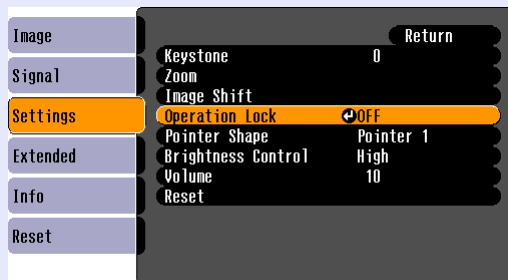 Image
Signal
Settings
Extended
Info
Reset
Return
Keystone 0
Zoom
Image Shift
Operation Lock OFF
Pointer Shape Pointer 1
Brightness Control High
Volume 10
Reset